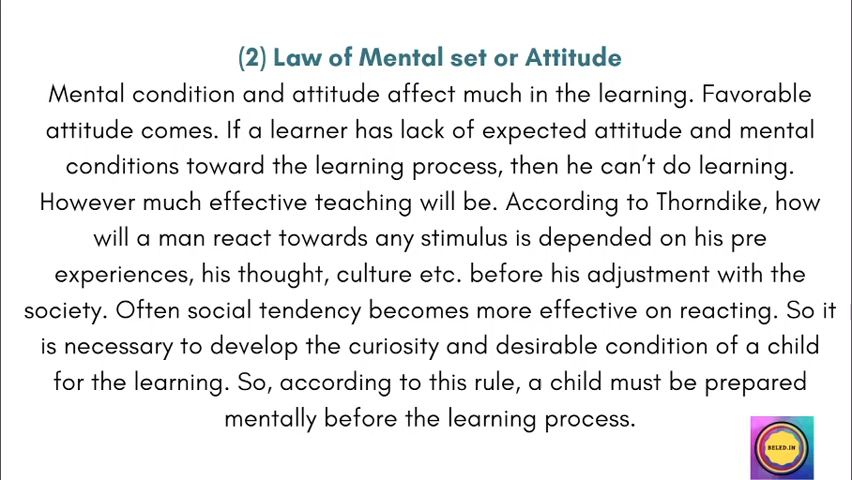 (2) Law of Mental set or Attitude
Mental condition and attitude affect much in the learning. Favorable
attitude comes. If a learner has lack of expected attitude and mental
conditions toward the learning process, then he can't do learning.
However much effective teaching will be. According to Thorndike, how
will a man react towards any stimulus is depended on his pre
experiences, his thought, culture etc. before his adjustment with the
society. Often social tendency becomes more effective on reacting. So it
is necessary to develop the curiosity and desirable condition of a child
for the learning. So, according to this rule, a child must be prepared
mentally before the learning process.
BELED.IN